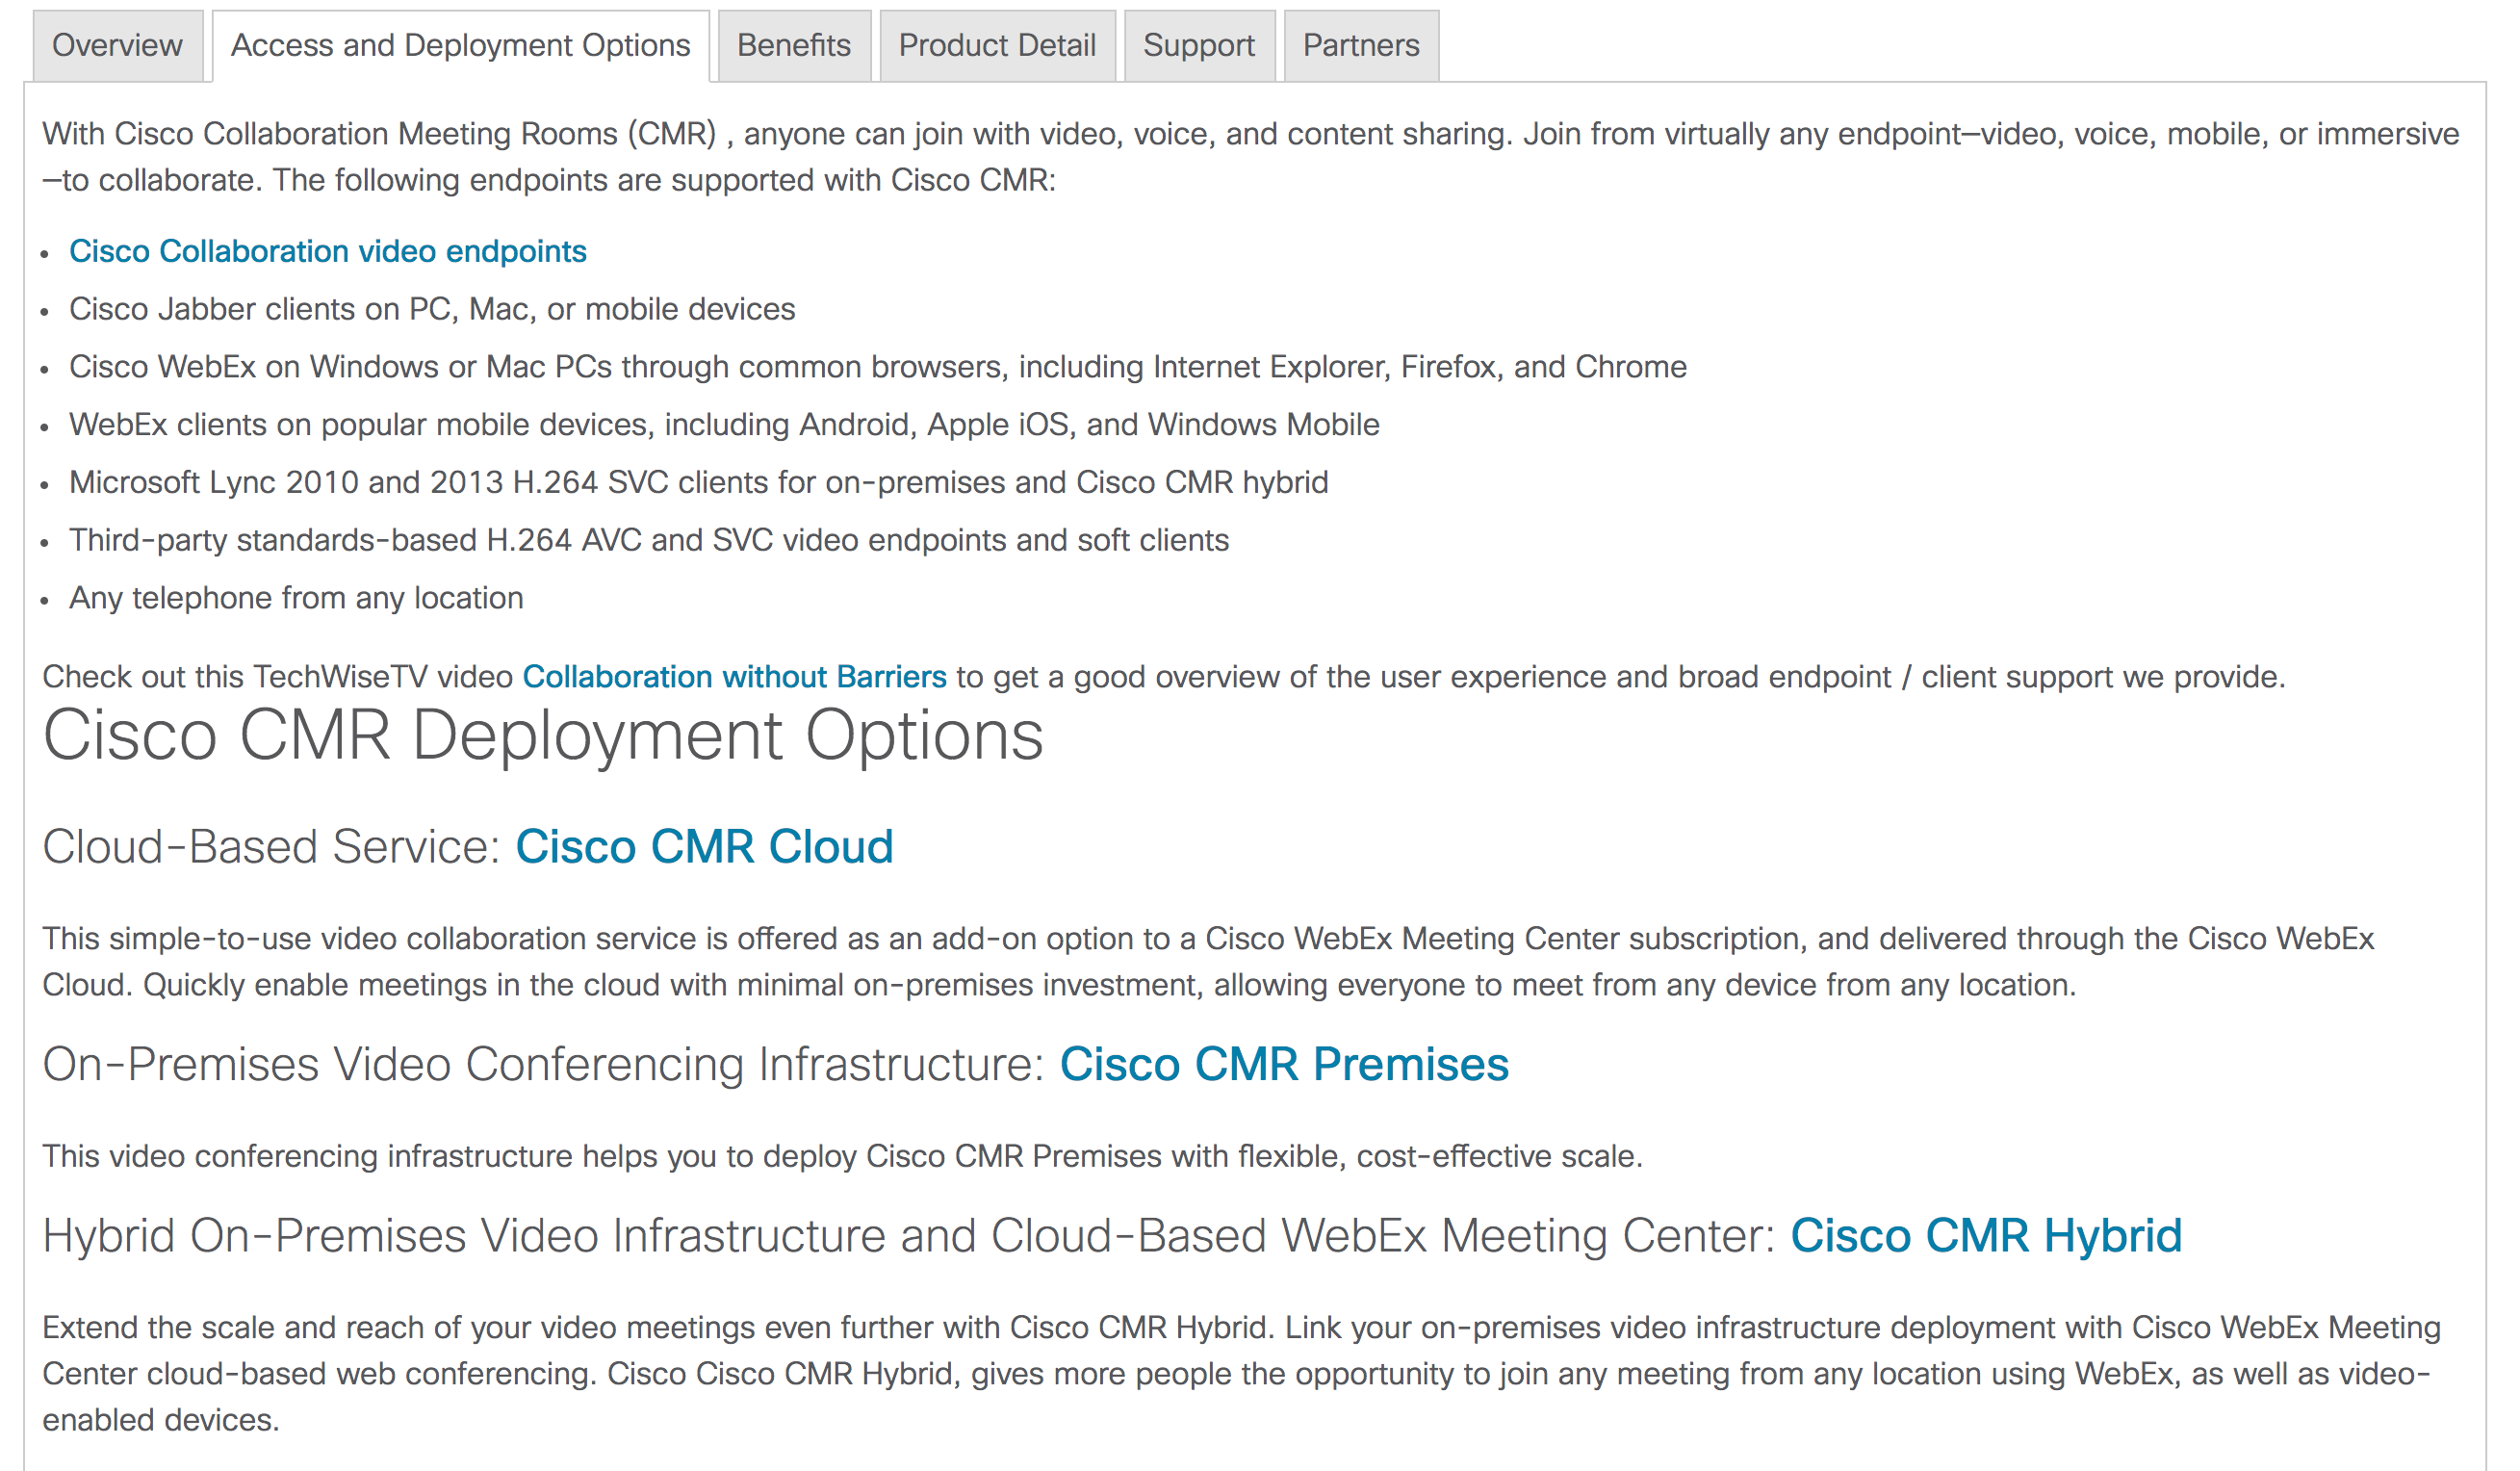 Overview
Access and Deployment Options
Benefits
Product Detail
Support
Partners
With Cisco Collaboration Meeting Rooms (CMR) , anyone can join with video, voice, and content sharing. Join from virtually any endpoint—video, voice, mobile, or immersive
—to collaborate. The following endpoints are supported with Cisco CMR:
• Cisco Collaboration video endpoints
• Cisco Jabber clients on PC, Mac, or mobile devices
• Cisco WebEx on Windows or Mac PCs through common browsers, including Internet Explorer, Firefox, and Chrome
• WebEx clients on popular mobile devices, including Android, Apple iOS, and Windows Mobile
• Microsoft Lync 2010 and 2013 H.264 SVC clients for on-premises and Cisco CMR hybrid
• Third-party standards-based H.264 AVC and SVC video endpoints and soft clients
• Any telephone from any location
Check out this TechWiseTV video Collaboration without Barriers to get a good overview of the user experience and broad endpoint / client support we provide.
Cisco CMR Deployment Options
Cloud-Based Service: Cisco CMR Cloud
This simple-to-use video collaboration service is offered as an add-on option to a Cisco WebEx Meeting Center subscription, and delivered through the Cisco WebEx
Cloud. Quickly enable meetings in the cloud with minimal on-premises investment, allowing everyone to meet from any device from any location.
On-Premises Video Conferencing Infrastructure: Cisco CMR Premises
This video conferencing infrastructure helps you to deploy Cisco CMR Premises with flexible, cost-effective scale.
Hybrid On-Premises Video Infrastructure and Cloud-Based WebEx Meeting Center: Cisco CMR Hybrid
Extend the scale and reach of your video meetings even further with Cisco CMR Hybrid. Link your on-premises video infrastructure deployment with Cisco WebEx Meeting
Center cloud-based web conferencing. Cisco Cisco CMR Hybrid, gives more people the opportunity to join any meeting from any location using WebEx, as well as video-
enabled devices.